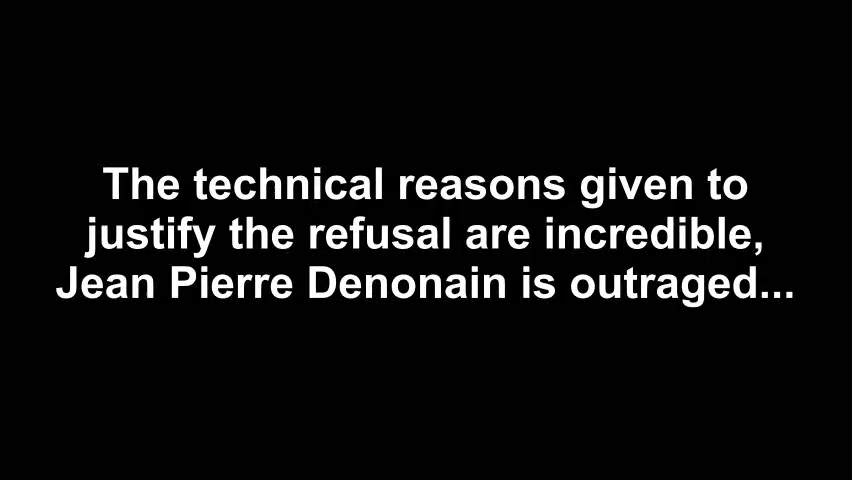 The technical reasons given to
justify the refusal are incredible,
Jean Pierre Denonain is outraged...